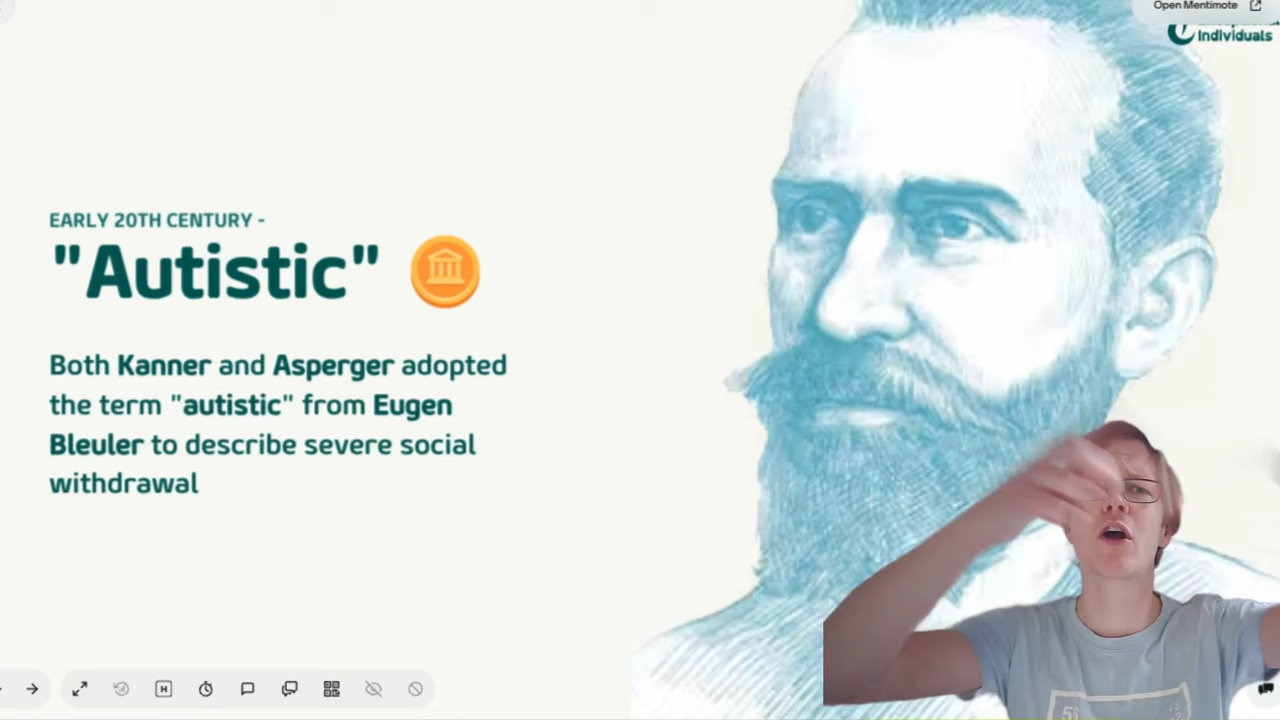 Open Mentimote
Individuals
EARLY 20TH CENTURY -
"Autistic"
Both Kanner and Asperger adopted
the term "autistic" from Eugen
Bleuler to describe severe social
withdrawal
H